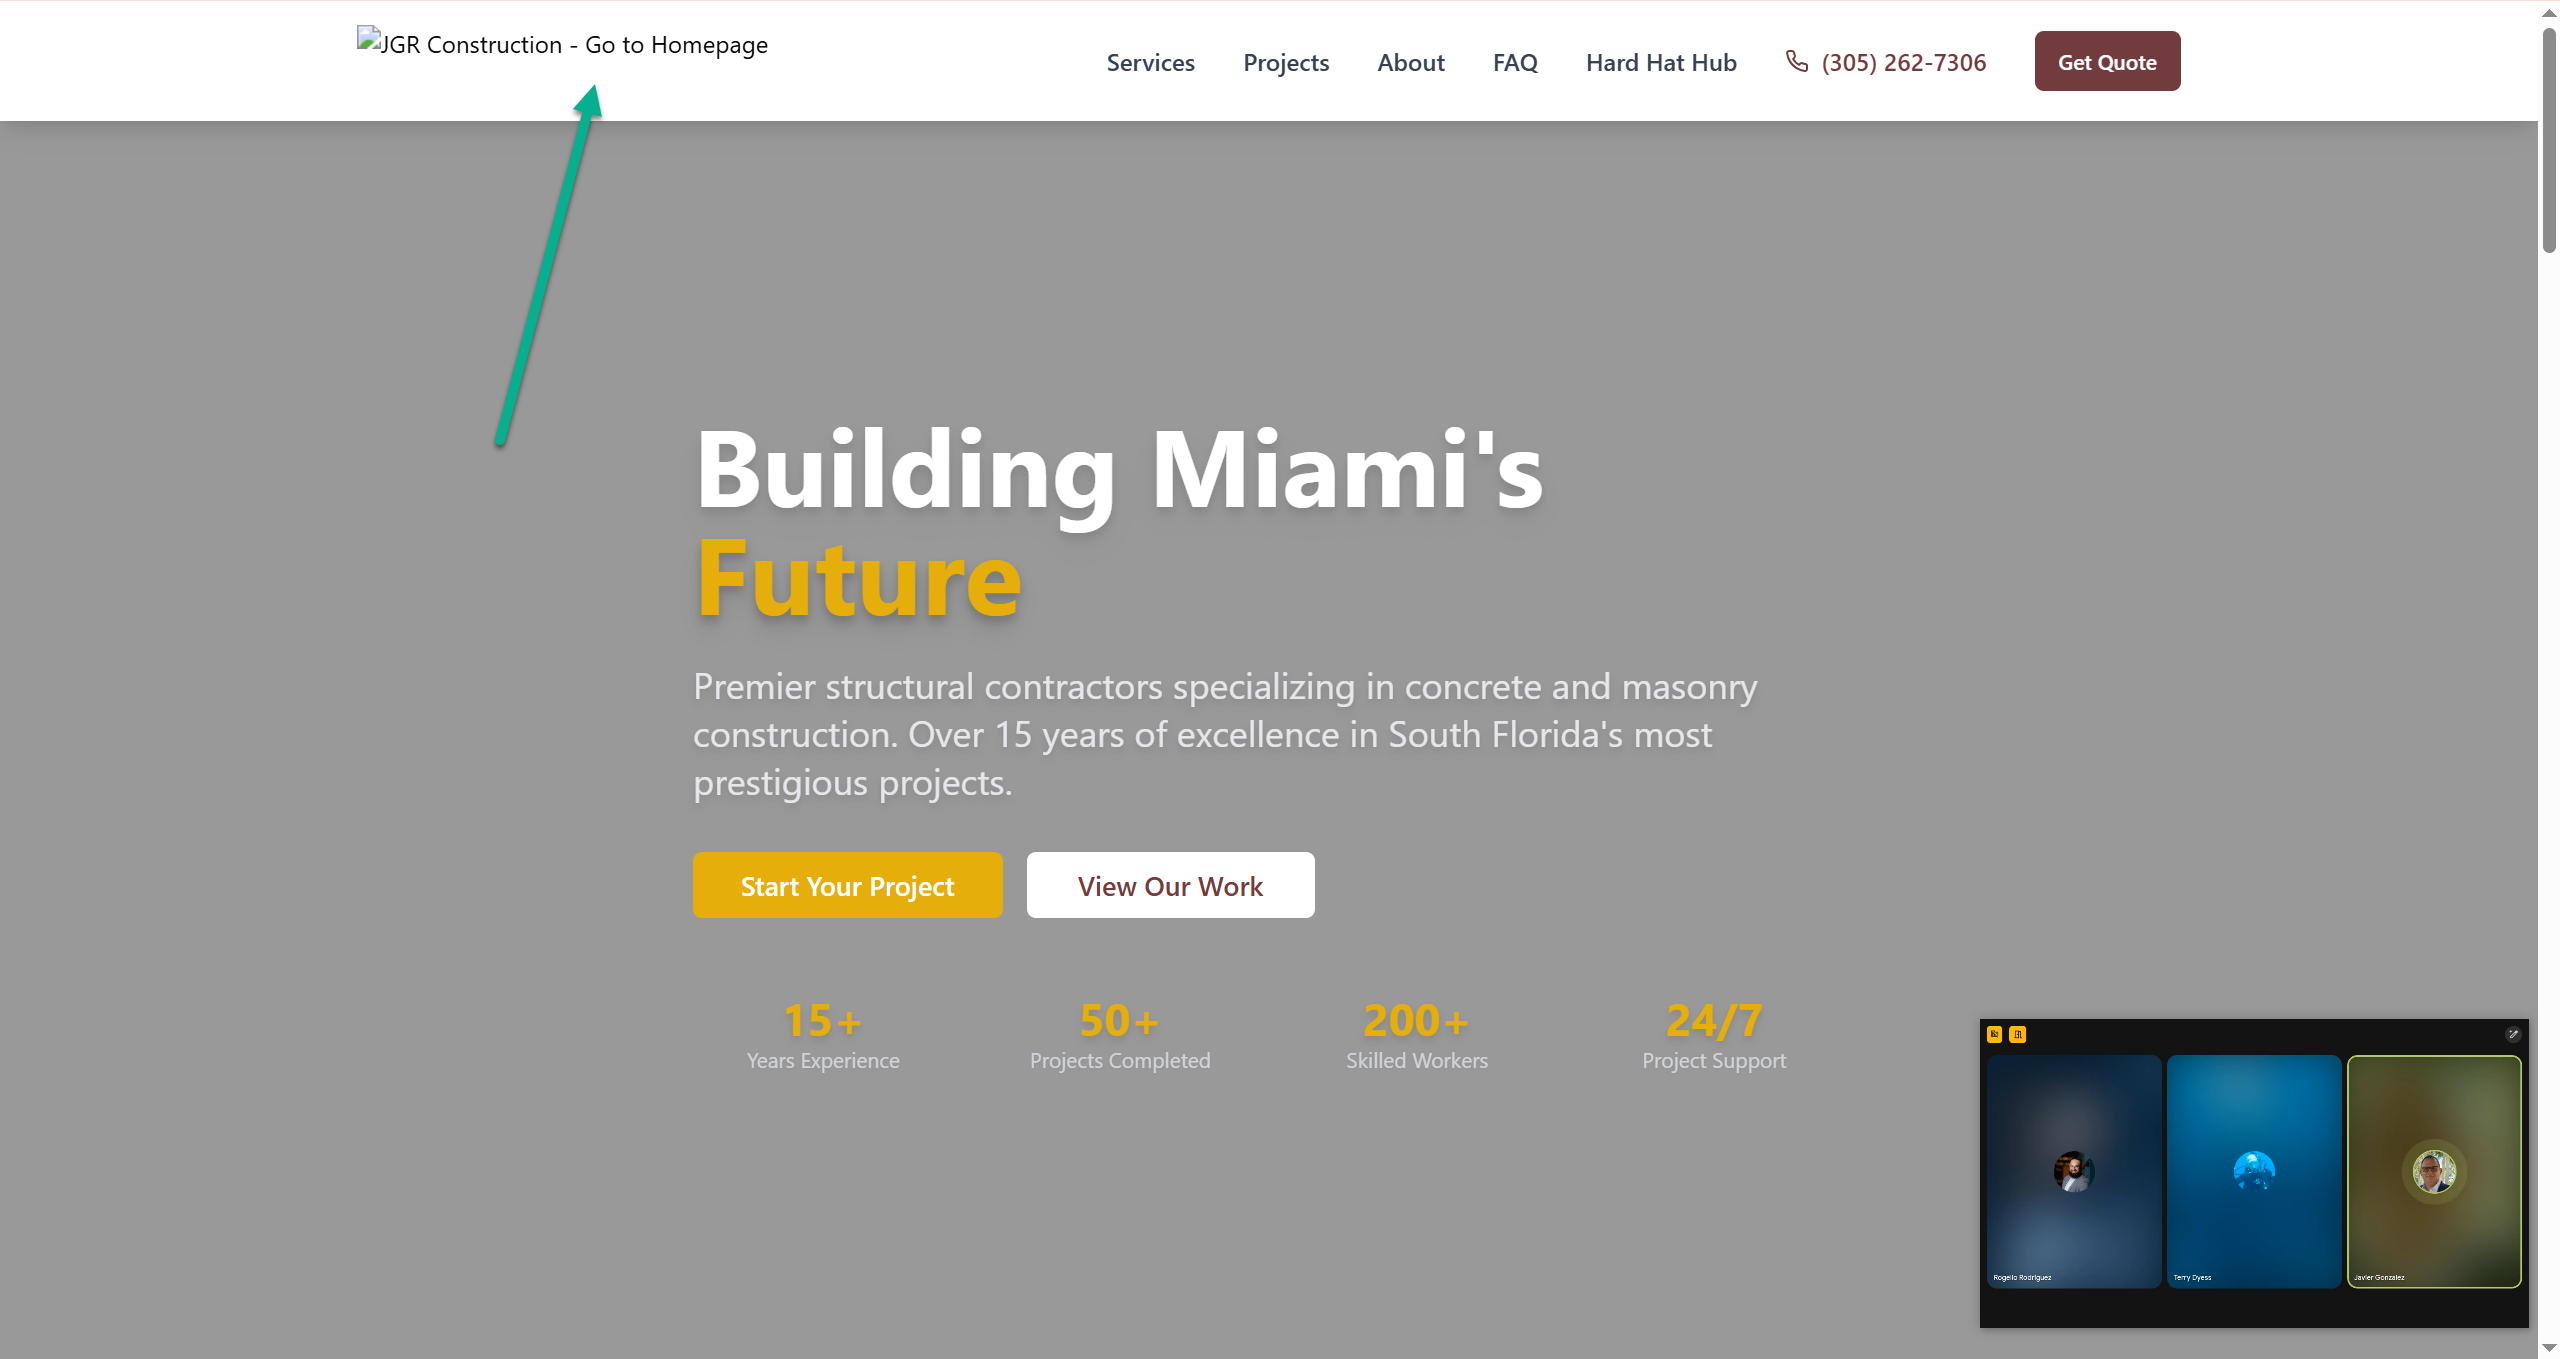 JGR Construction - Go to Homepage
Services
Projects
About
FAQ
Hard Hat Hub
(305) 262-7306
Get Quote
Building Miami's
Future
Premier structural contractors specializing in concrete and masonry
construction. Over 15 years of excellence in South Florida's most
prestigious projects.
Start Your Project
View Our Work
15+
Years Experience
50+
Projects Completed
200+
Skilled Workers
24/7
Project Support
Rogelio Rodriguez
Terry Dyess
Javier Gonzalez